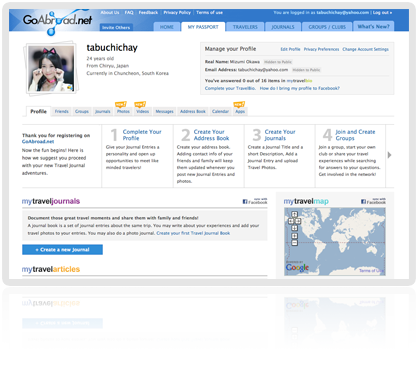 GoAbroad.net
Invite Others
About Us FAQ Feedback Privacy Policy Terms of use
You are logged in as tabuchichay@yahoo.com | Log out
HOME MY PASSPORT TRAVELERS JOURNALS GROUPS / CLUBS What's New?
tabuchichay
24 years old
From Chiryu, Japan
Currently in Chuncheon, South Korea
Manage your Profile Edit Profile Privacy Preferences Change Account Settings
Real Name: Mizumi Okawa Hidden to Public
Email Address: tabuchichay@yahoo.com Hidden to Public
You've answered 0 out of 16 items in mytravelbio
Complete your TravelBio. How do I bring my profile to Facebook?
Profile Friends Groups Journals Photos Videos Messages Address Book Calendar Apps
Thank you for registering on
GoAbroad.net
Now the fun begins! Here is
how we suggest you proceed
with your new Travel Journal
adventures.
1 Complete Your
Profile
Give your Journal Entries a
personality and open up
opportunities to meet like
minded travelers!
2 Create Your
Address Book
Create your address book.
Adding contact info of your
friends and family will keep
them updated whenever you
post new Journal Entries and
photos.
3 Create Your
Journals
Create a Journal Title and a
short Description, Add a
Journal Entry and upload
Travel Photos.
4 Join and Create
Groups
Join a group, start your own
club or share your travel
experiences while searching
for answers to your questions.
Get involved in the network!
mytraveljournals
sync with
Facebook
Document those great travel moments and share them with family and friends!
A journal book is a set of journal entries about the same trip. You may write about your experiences and add
your travel photos to your entries. You may also do a photo journal. Create your first Travel Journal Book
+ Create a new Journal
mytravelarticles
mytravelmap
sync with
Facebook
Google
Terms of Use